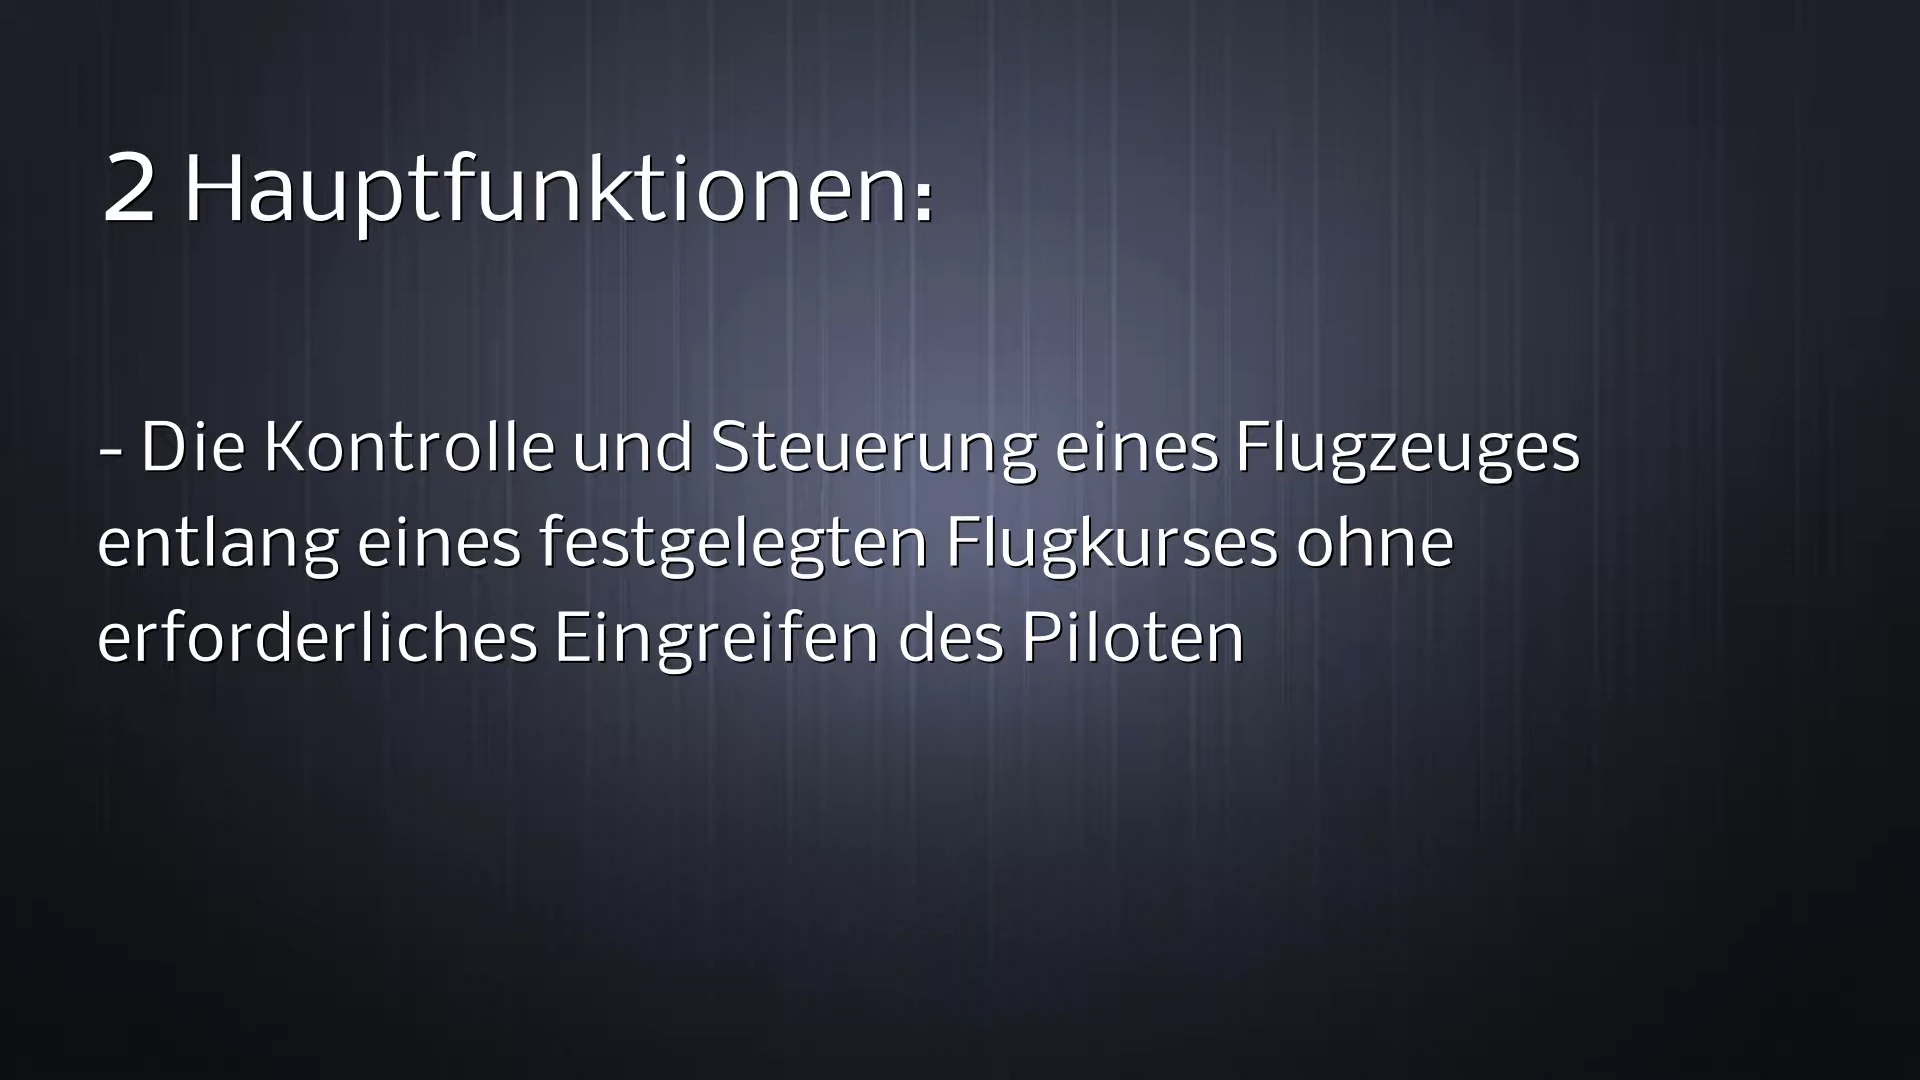 2 Hauptfunktionen:
- Die Kontrolle und Steuerung eines Flugzeuges
entlang eines festgelegten Flugkurses ohne
erforderliches Eingreifen des Piloten